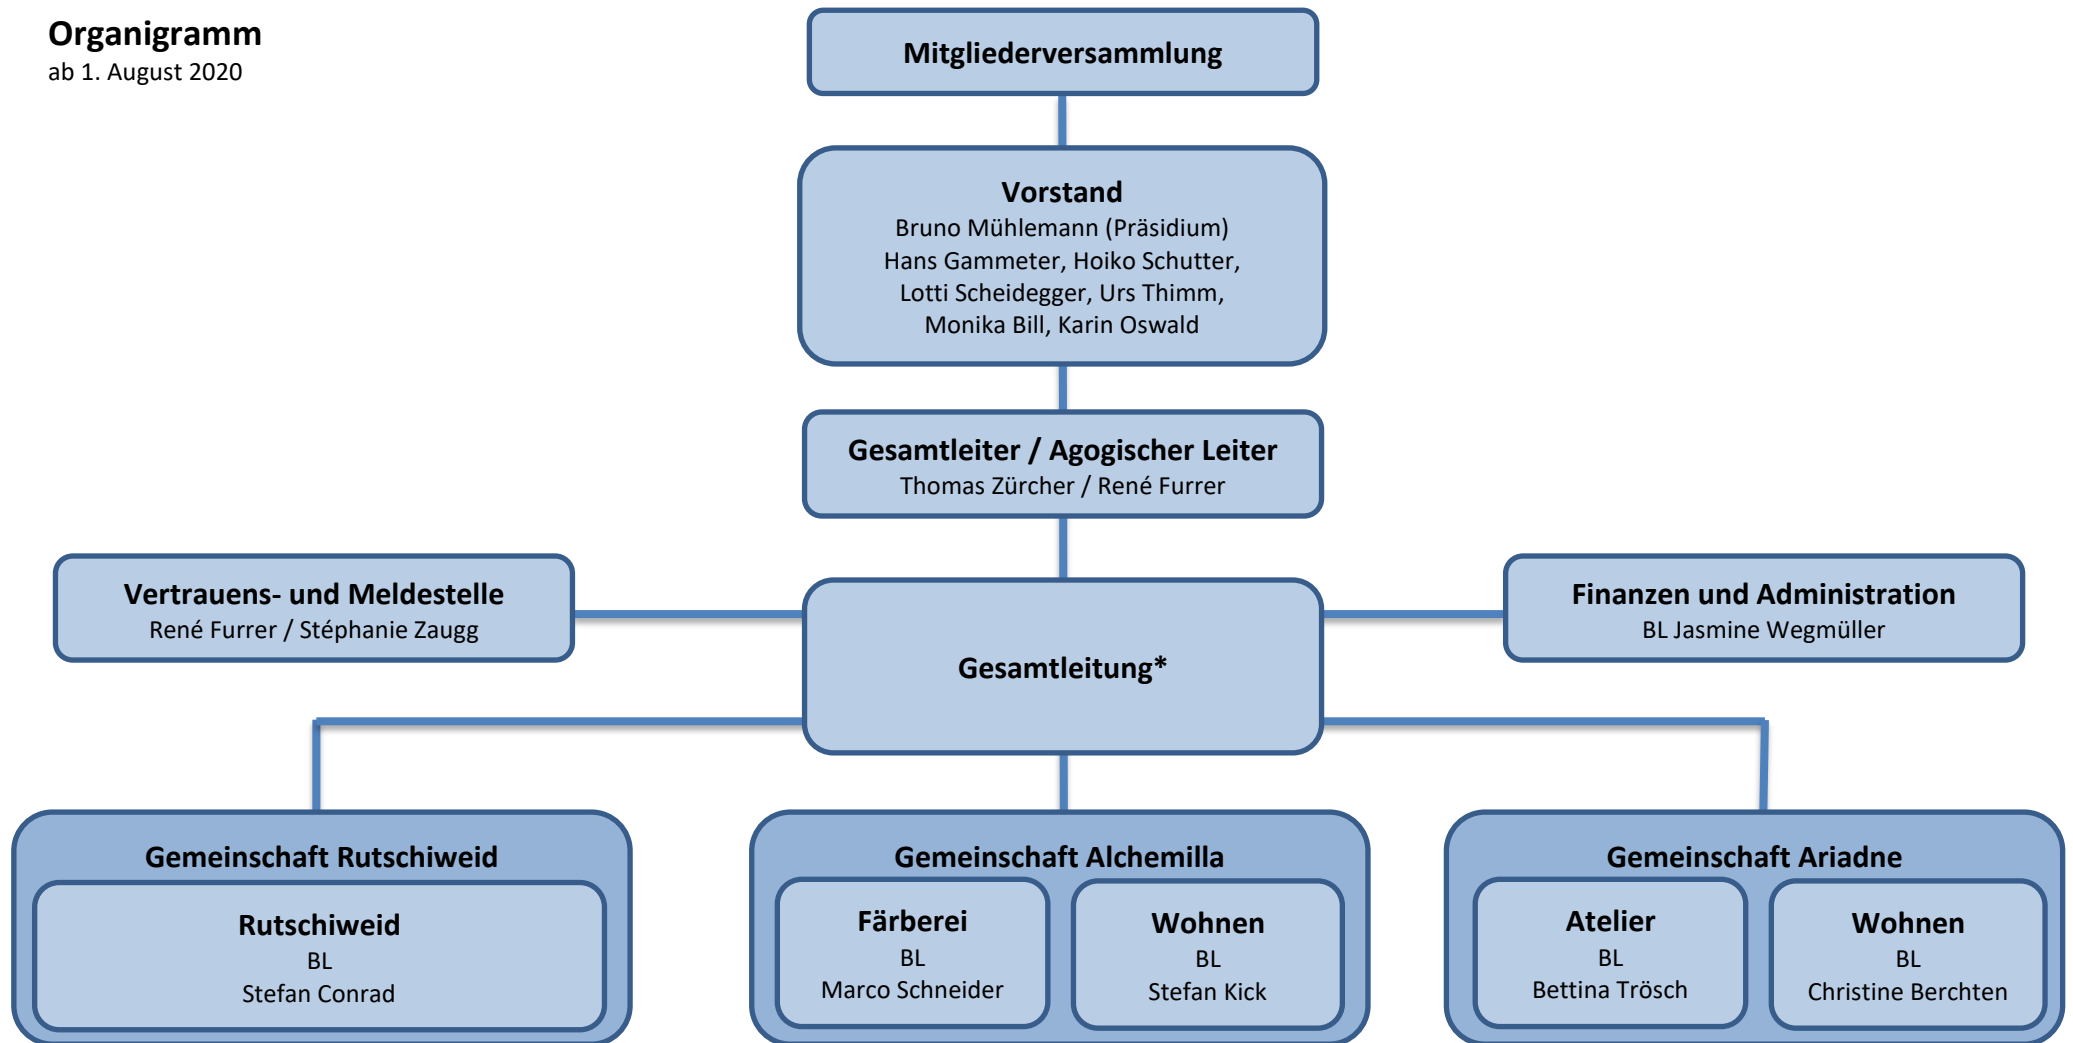 Organigramm
ab 1. August 2020
Mitgliederversammlung
Vorstand
Bruno Mühlemann (Präsidium)
Hans Gammeter, Hoiko Schutter,
Lotti Scheidegger, Urs Thimm,
Monika Bill, Karin Oswald
Gesamtleiter / Agogischer Leiter
Thomas Zürcher / René Furrer
Vertrauens- und Meldestelle
René Furrer / Stéphanie Zaugg
Finanzen und Administration
BL Jasmine Wegmüller
Gesamtleitung*
Gemeinschaft Rutschiweid
Rutschiweid
BL
Stefan Conrad
Gemeinschaft Alchemilla
Färberei
BL
Marco Schneider
Wohnen
BL
Stefan Kick
Gemeinschaft Ariadne
Atelier
BL
Bettina Trösch
Wohnen
BL
Christine Berchten